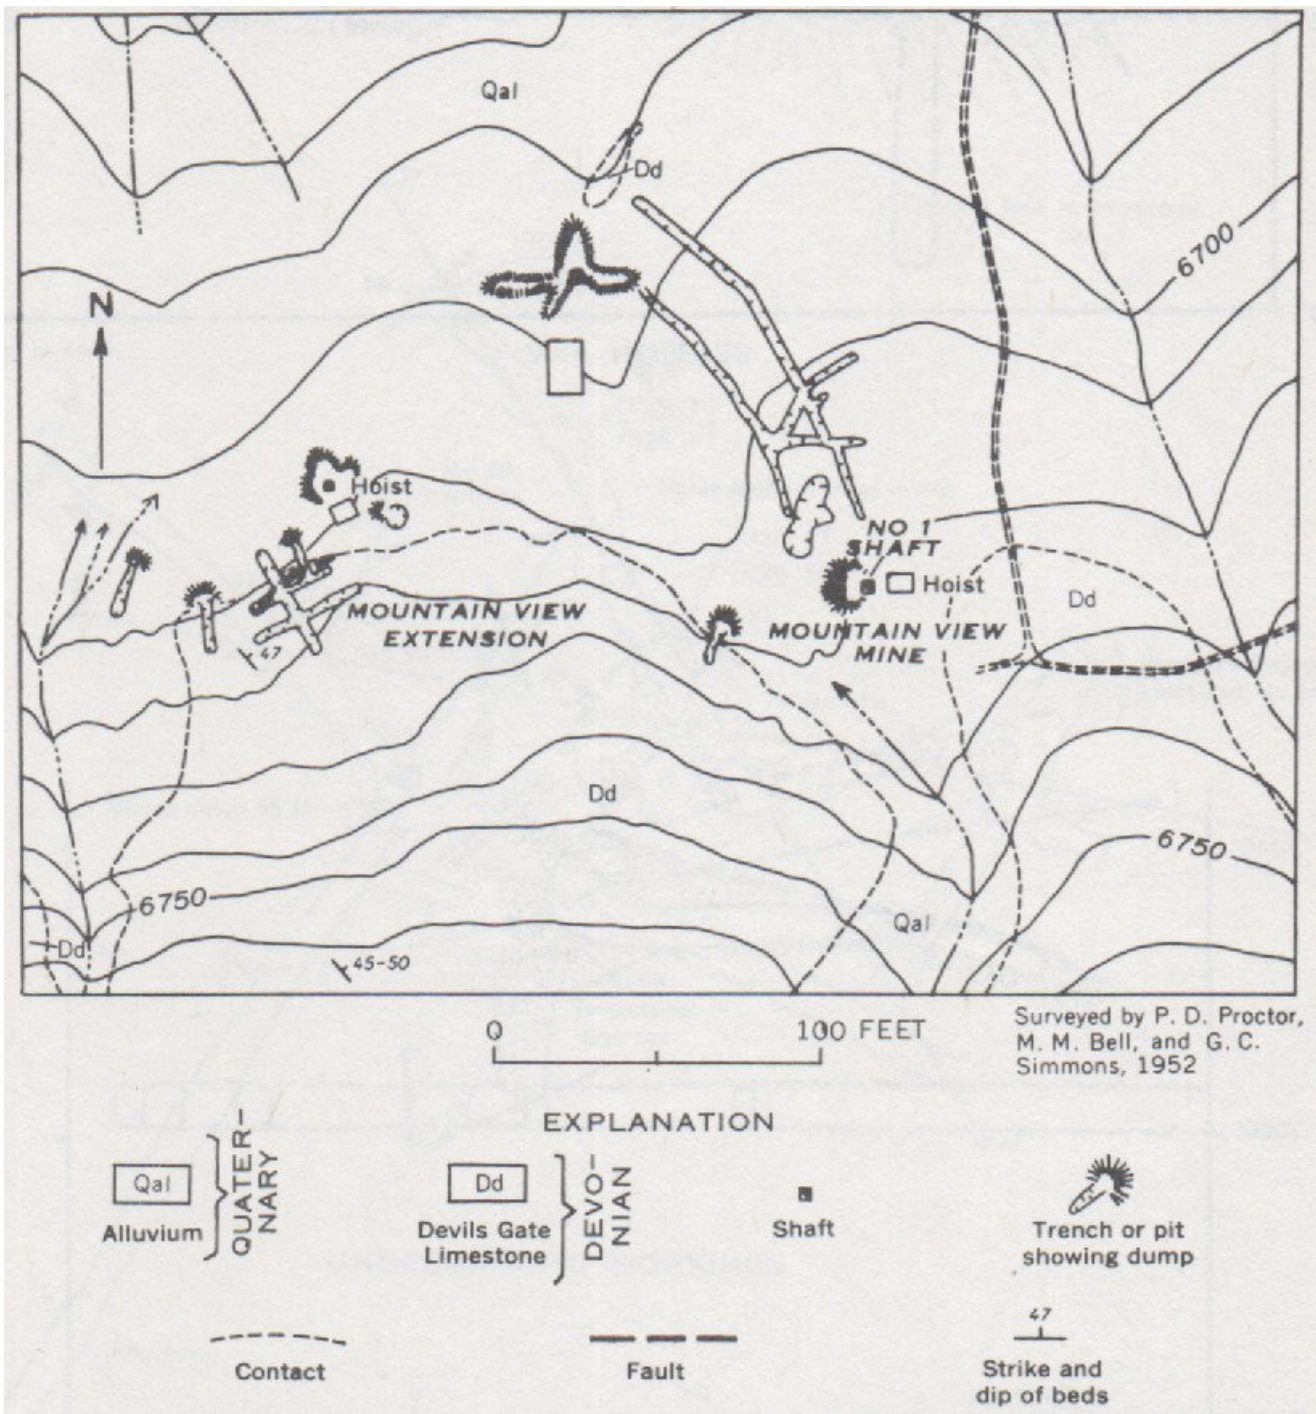 Qal
Dd
6700
N
Hoist
NO 1
SHAFT
Hoist
Dd
MOUNTAIN VIEW
EXTENSION
MOUNTAIN VIEW
MINE
47
Dd
6750
6750
Qal
Dd
45-50
0 100 FEET
Surveyed by P. D. Proctor,
M. M. Bell, and G. C.
Simmons, 1952
EXPLANATION
Qal
Alluvium
QUATER-
NARY
Dd
Devils Gate
Limestone
DEVO-
NIAN
Shaft
Trench or pit
showing dump
Contact
Fault
47
Strike and
dip of beds